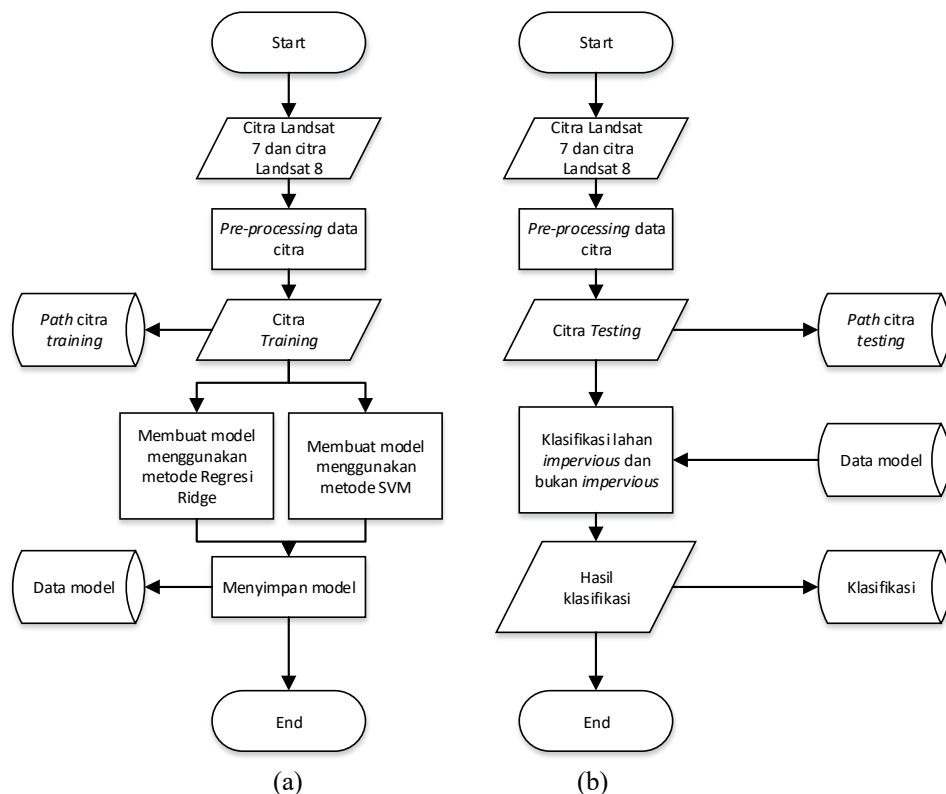 Start
Citra Landsat
7 dan citra
Landsat 8
Pre-processing data
citra
Citra
Training
Path citra
training
Membuat model
menggunakan
metode Regresi
Ridge
Membuat model
menggunakan
metode SVM
Menyimpan model
Data model
End
(a)
Start
Citra Landsat
7 dan citra
Landsat 8
Pre-processing data
citra
Citra Testing
Path citra
testing
Klasifikasi lahan
impervious dan
bukan impervious
Data model
Hasil
klasifikasi
Klasifikasi
End
(b)